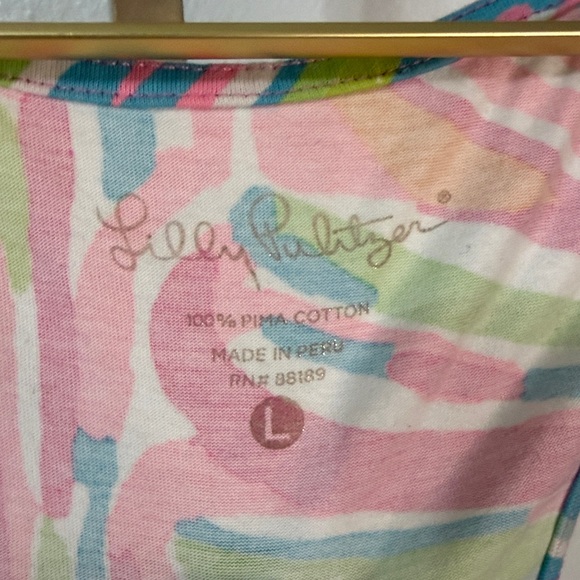 Lilly Pulitzer®
100% PIMA COTTON
MADE IN PERU
RN# 88189
L